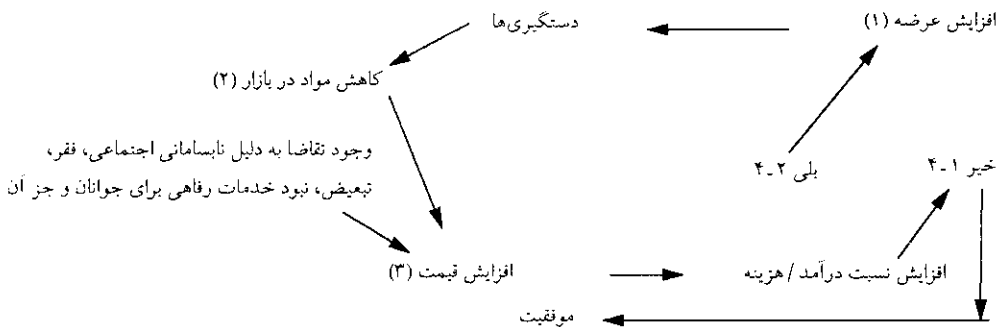 افزایش عرضه (۱)
دستگیری‌ها
کاهش مواد در بازار (۲)
وجود تقاضا به دلیل نابسامانی اجتماعی، فقر،
تبعیض، نبود خدمات رفاهی برای جوانان و جز آن
بلی ۲ـ۴
خیر ۱ـ۴
افزایش قیمت (۳)
افزایش نسبت درآمد / هزینه
موفقیت